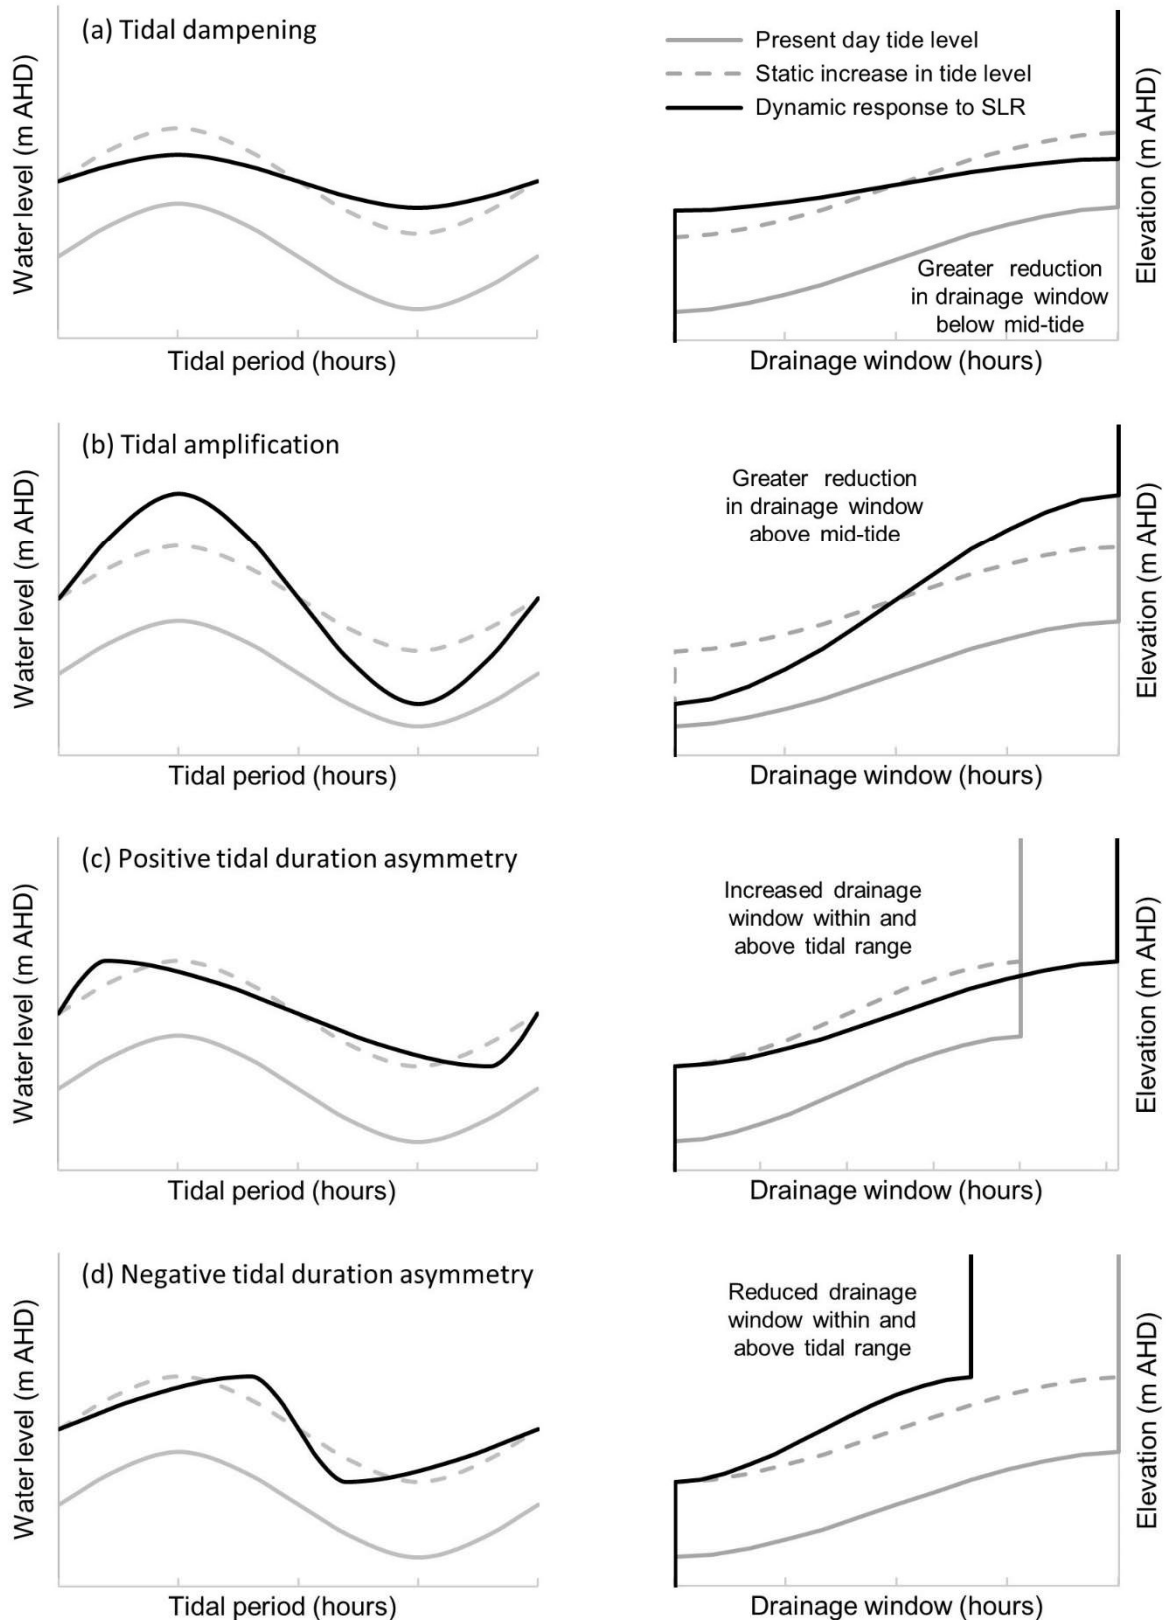 (a) Tidal dampening
Present day tide level
Static increase in tide level
Dynamic response to SLR
Water level (m AHD)
Tidal period (hours)
Greater reduction
in drainage window
below mid-tide
Drainage window (hours)
Elevation (m AHD)
(b) Tidal amplification
Water level (m AHD)
Tidal period (hours)
Greater reduction
in drainage window
above mid-tide
Drainage window (hours)
Elevation (m AHD)
(c) Positive tidal duration asymmetry
Water level (m AHD)
Tidal period (hours)
Increased drainage
window within and
above tidal range
Drainage window (hours)
Elevation (m AHD)
(d) Negative tidal duration asymmetry
Water level (m AHD)
Tidal period (hours)
Reduced drainage
window within and
above tidal range
Drainage window (hours)
Elevation (m AHD)